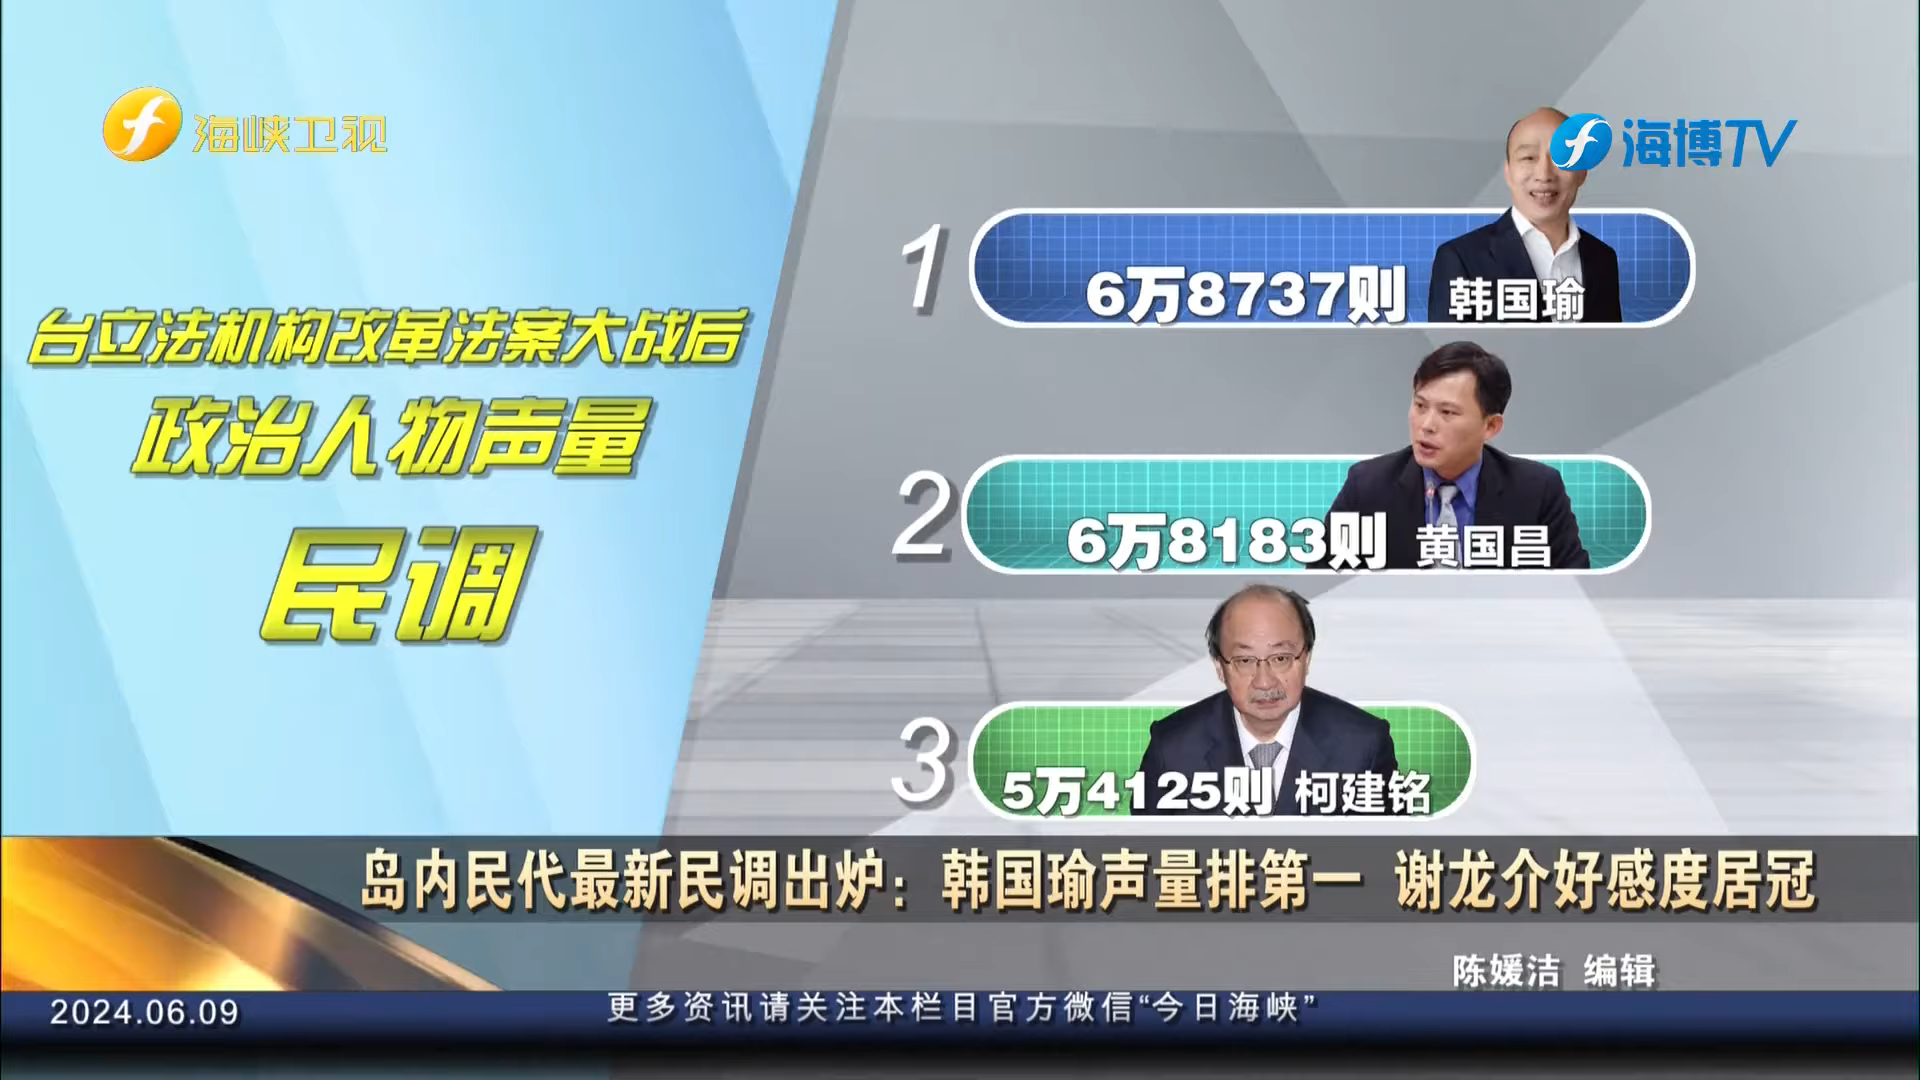 海峡卫视
海博TV
台立法机构改革法案大战后
政治人物声量
民调
1
6万8737则 韩国瑜
2
6万8183则 黄国昌
3
5万4125则 柯建铭
岛内民代最新民调出炉：韩国瑜声量排第一 谢龙介好感度居冠
陈媛洁 编辑
2024.06.09
更多资讯请关注本栏目官方微信“今日海峡”